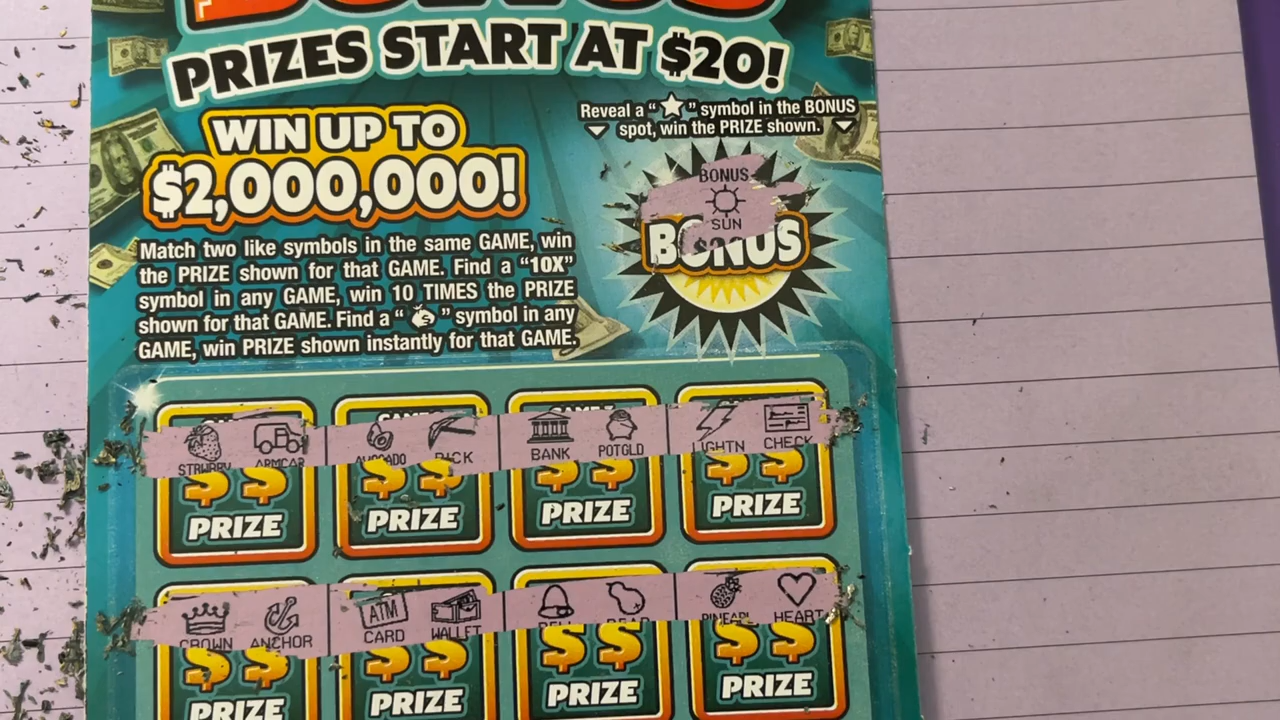 BONUS
PRIZES START AT $20!
WIN UP TO
$2,000,000!
Match two like symbols in the same GAME, win
the PRIZE shown for that GAME. Find a “10X”
symbol in any GAME, win 10 TIMES the PRIZE
shown for that GAME. Find a “ ” symbol in any
GAME, win PRIZE shown instantly for that GAME.
Reveal a “ ” symbol in the BONUS
spot, win the PRIZE shown.
BONUS
SUN
BONUS
STRWBRY ARMCAR AVOCADO PICK BANK POTGLD LIGHTN CHECK
$$ $$ $$ $$
PRIZE PRIZE PRIZE PRIZE
CROWN ANCHOR ATM CARD WALLET BELL PEAR PINEAPL HEART
$$ $$ $$ $$
PRIZE PRIZE PRIZE PRIZE